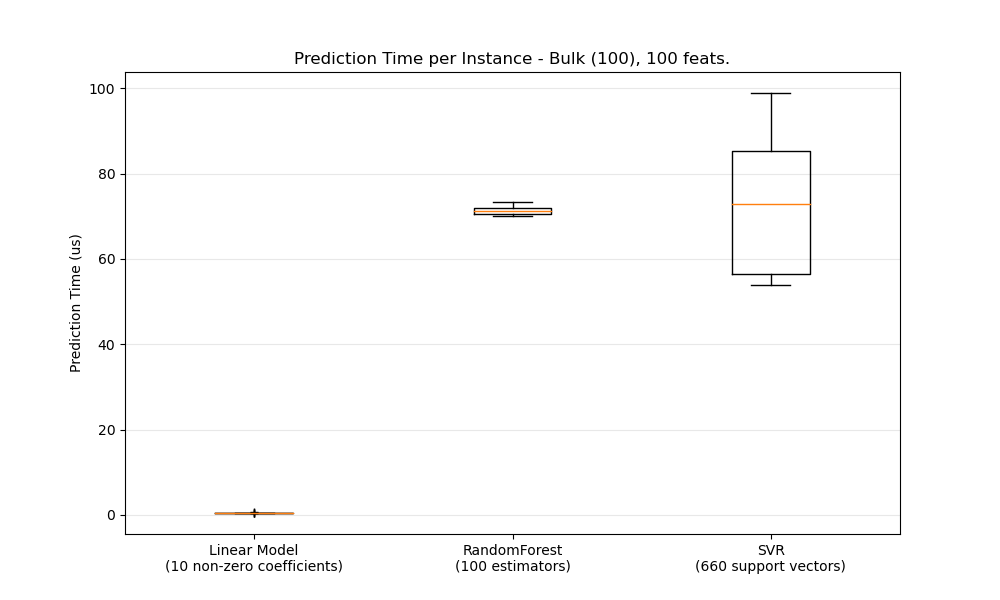 Prediction Time per Instance - Bulk (100), 100 feats.
100
80
60
40
20
0
Prediction Time (us)
Linear Model
(10 non-zero coefficients)
RandomForest
(100 estimators)
SVR
(660 support vectors)